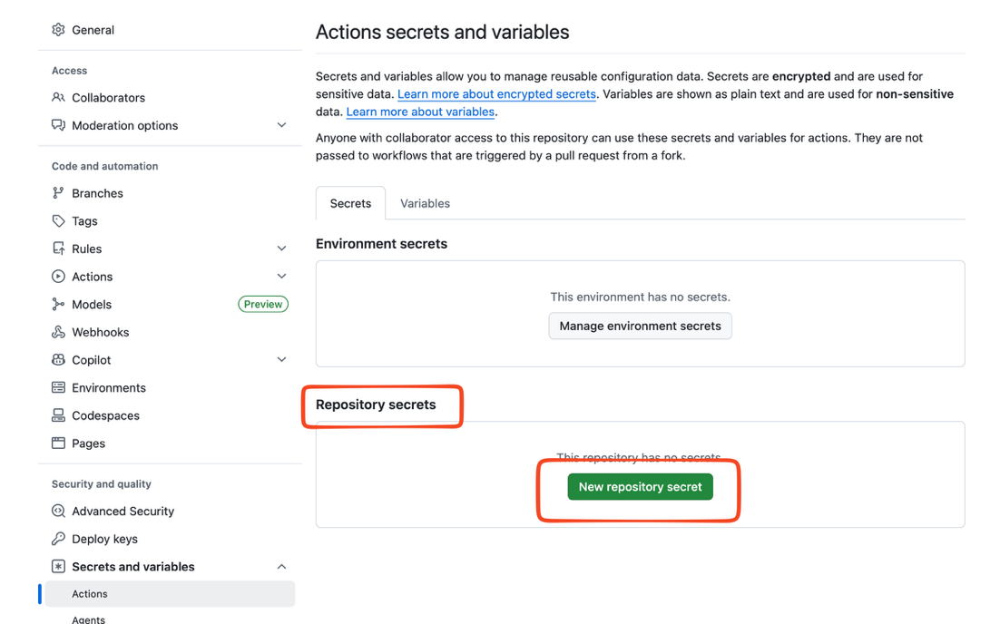 General
Access
Collaborators
Moderation options
Code and automation
Branches
Tags
Rules
Actions
Models
Preview
Webhooks
Copilot
Environments
Codespaces
Pages
Security and quality
Advanced Security
Deploy keys
Secrets and variables
Actions
Agents
Actions secrets and variables
Secrets and variables allow you to manage reusable configuration data. Secrets are encrypted and are used for
sensitive data. Learn more about encrypted secrets. Variables are shown as plain text and are used for non-sensitive
data. Learn more about variables.
Anyone with collaborator access to this repository can use these secrets and variables for actions. They are not
passed to workflows that are triggered by a pull request from a fork.
Secrets
Variables
Environment secrets
This environment has no secrets.
Manage environment secrets
Repository secrets
This repository has no secrets.
New repository secret